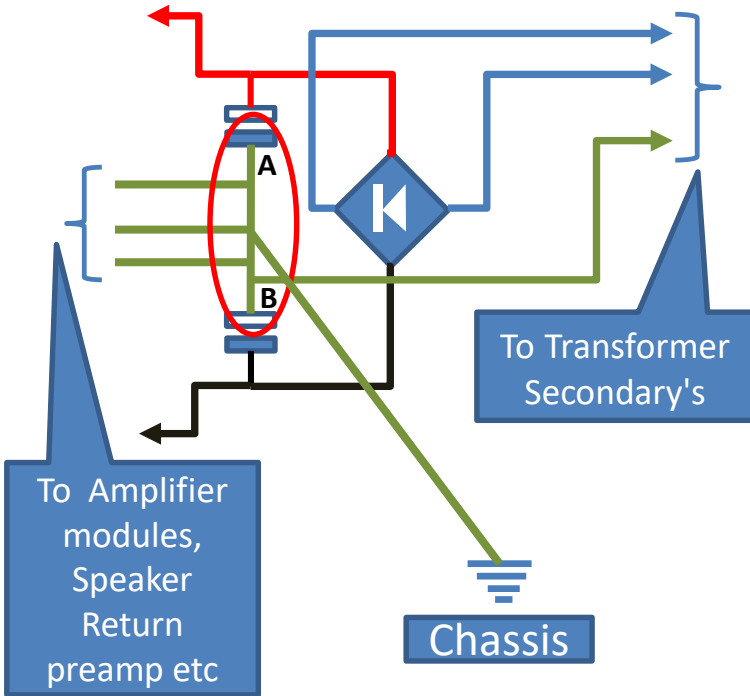 A
B
To Transformer
Secondary's
To Amplifier
modules,
Speaker
Return
preamp etc
Chassis